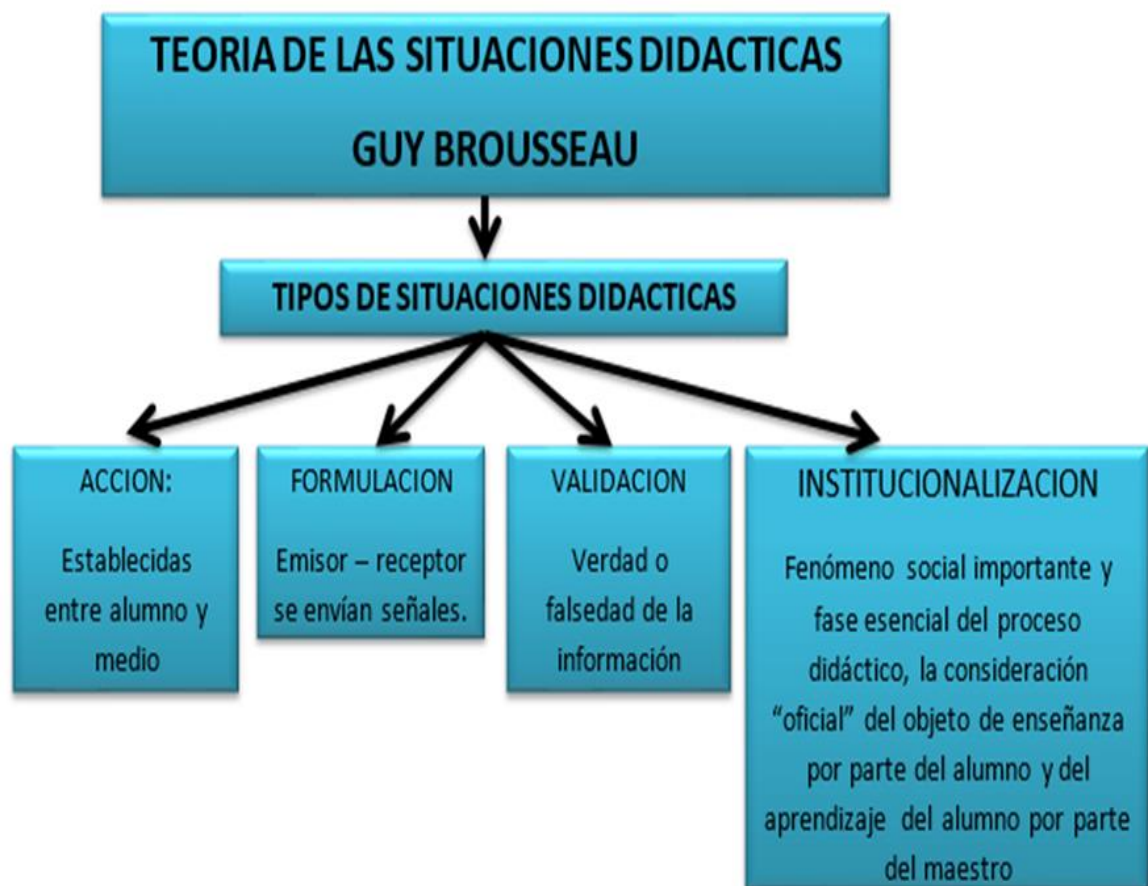 TEORIA DE LAS SITUACIONES DIDACTICAS
GUY BROUSSEAU
TIPOS DE SITUACIONES DIDACTICAS
ACCION:
Establecidas
entre alumno y
medio
FORMULACION
Emisor – receptor
se envían señales.
VALIDACION
Verdad o
falsedad de la
información
INSTITUCIONALIZACION
Fenómeno social importante y
fase esencial del proceso
didáctico, la consideración
“oficial” del objeto de enseñanza
por parte del alumno y del
aprendizaje del alumno por parte
del maestro